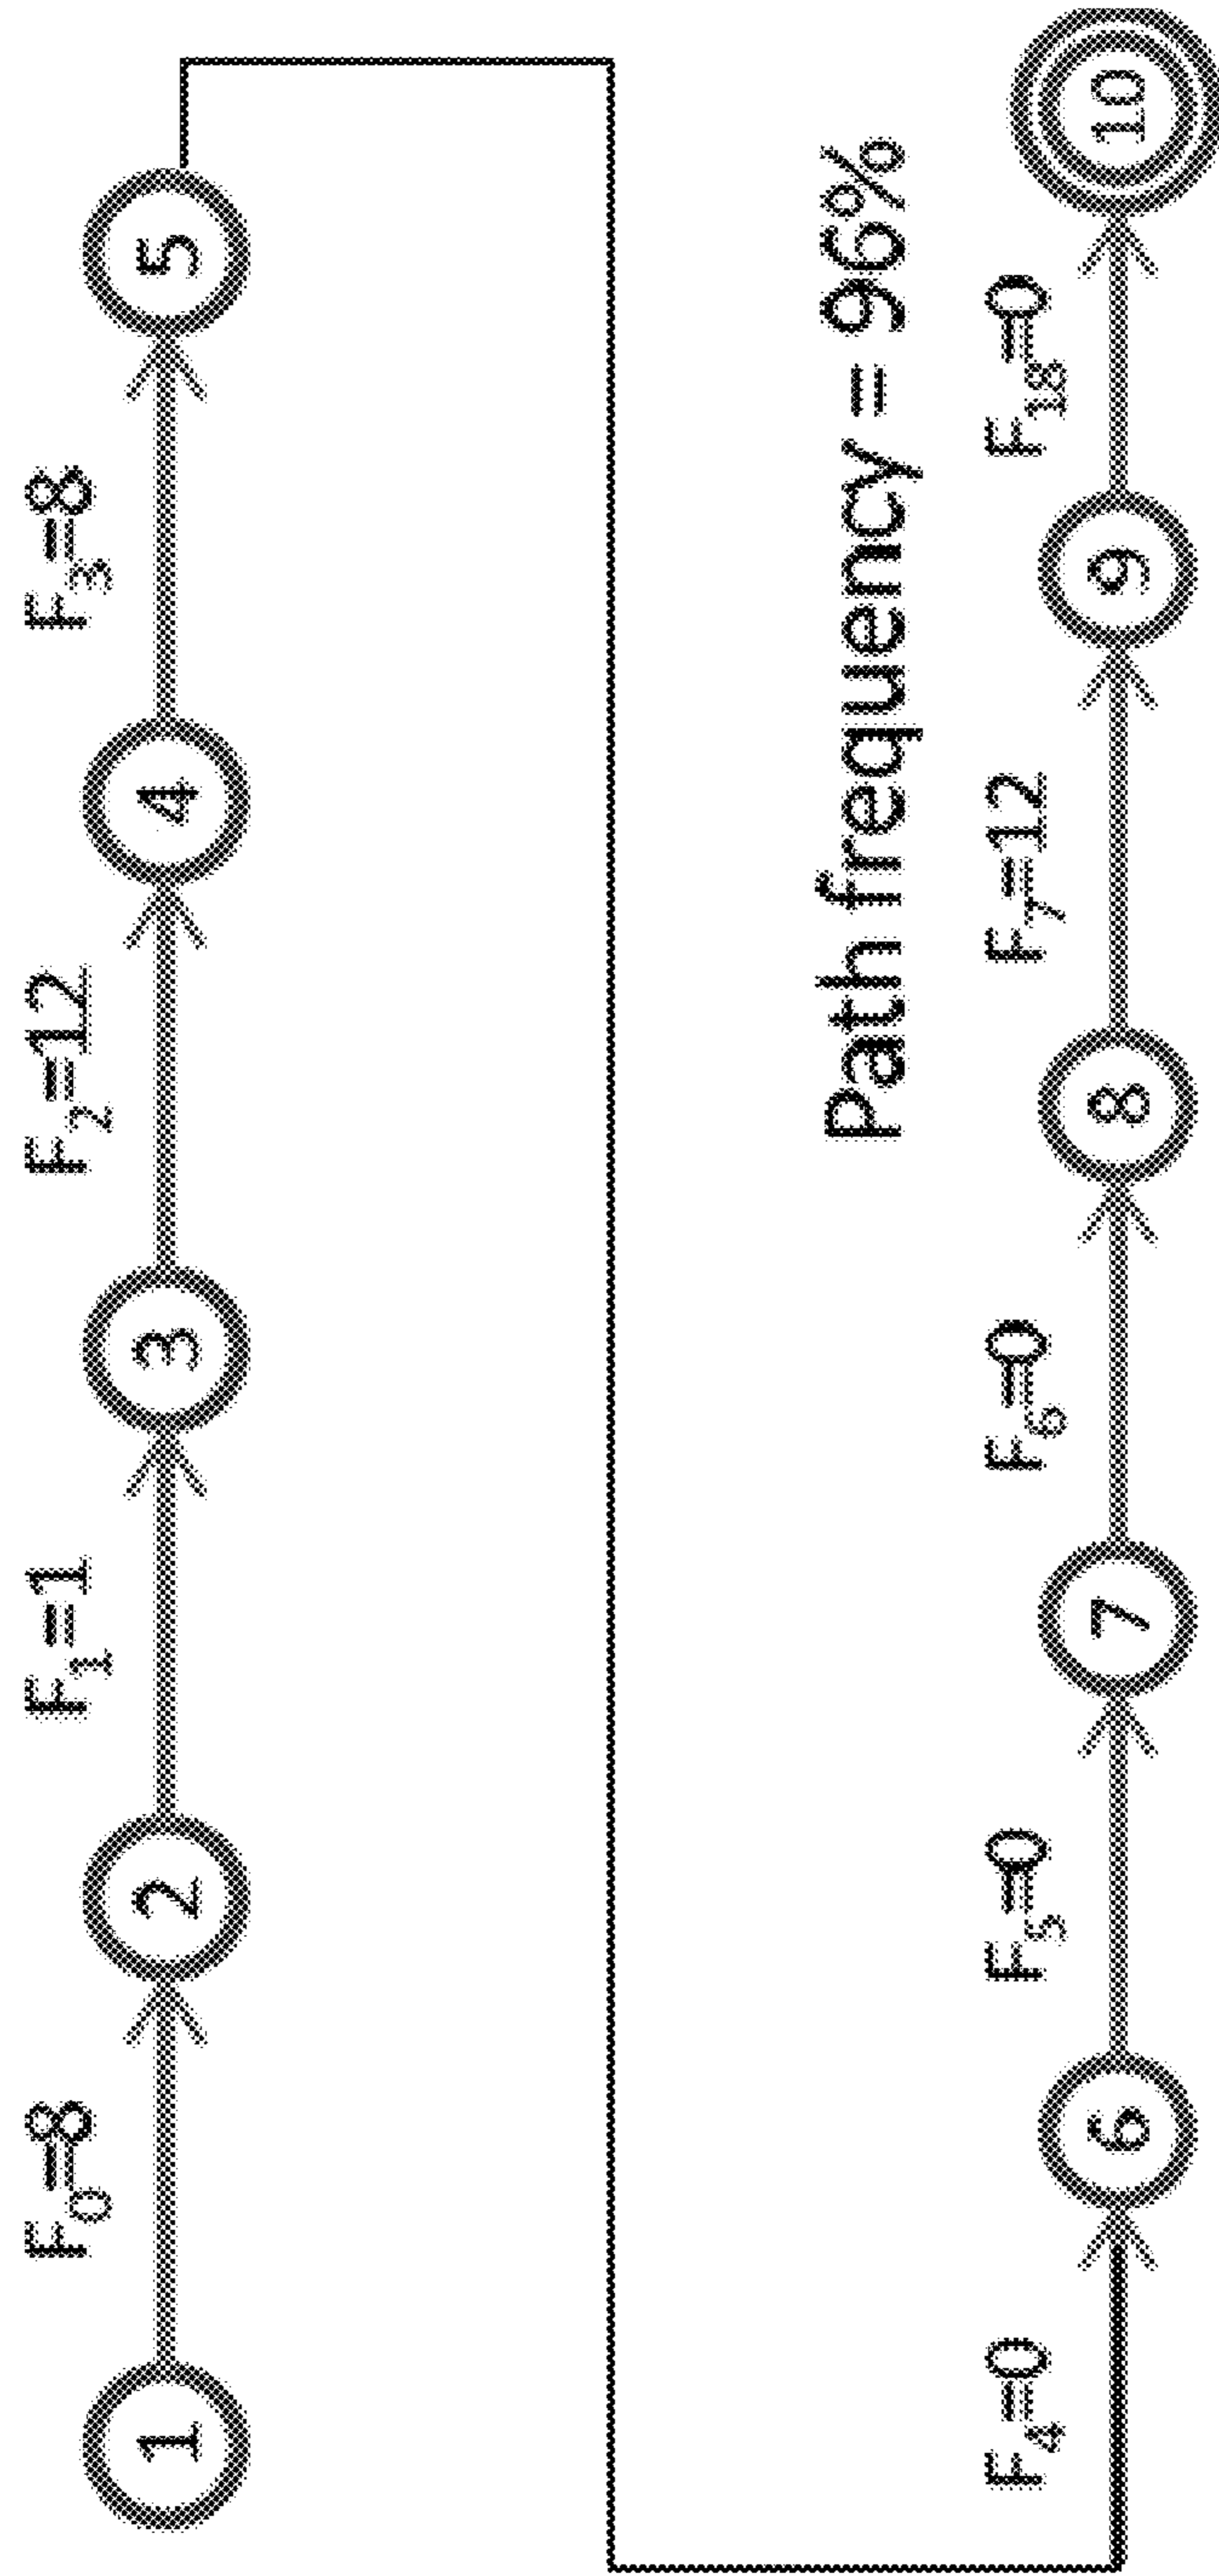 F₀=8 F₁=1 F₂=12 F₃=8
1 2 3 4 5
Path frequency = 96%
F₄=0 F₅=0 F₆=0 F₇=12 F₁₈=0
6 7 8 9 10